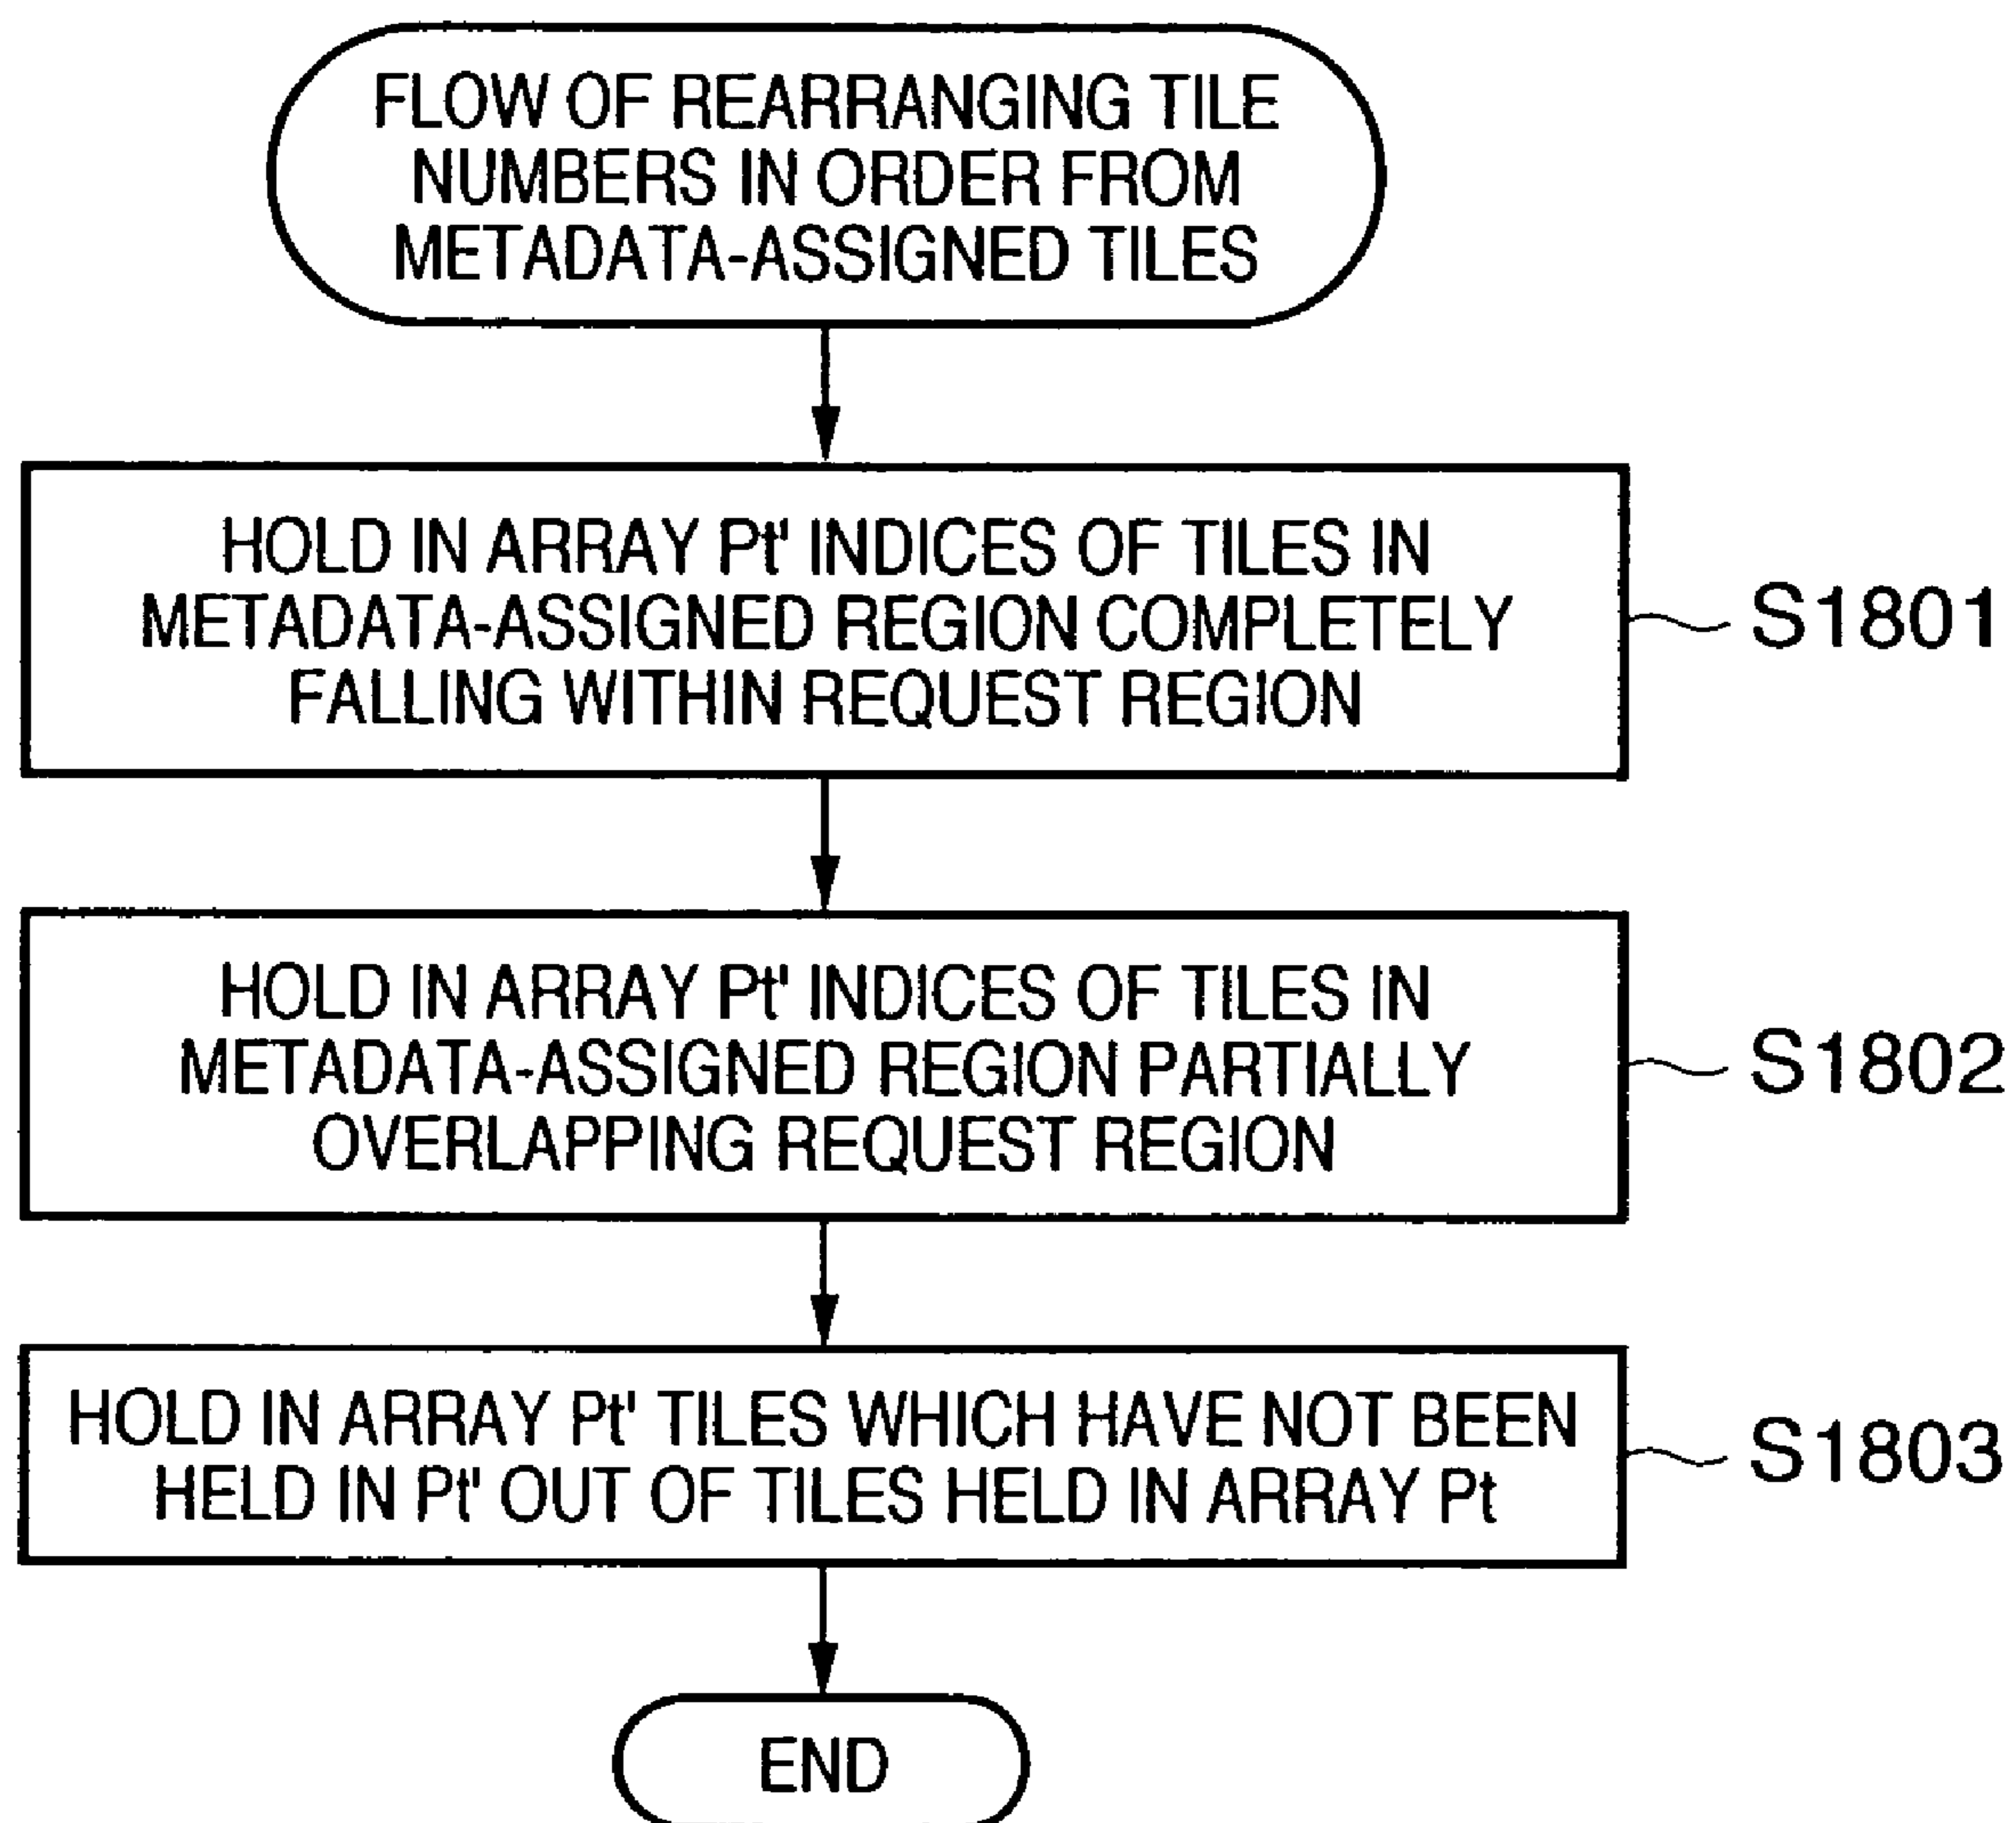 FLOW OF REARRANGING TILE
NUMBERS IN ORDER FROM
METADATA-ASSIGNED TILES
HOLD IN ARRAY Pt' INDICES OF TILES IN
METADATA-ASSIGNED REGION COMPLETELY
FALLING WITHIN REQUEST REGION
S1801
HOLD IN ARRAY Pt' INDICES OF TILES IN
METADATA-ASSIGNED REGION PARTIALLY
OVERLAPPING REQUEST REGION
S1802
HOLD IN ARRAY Pt' TILES WHICH HAVE NOT BEEN
HELD IN Pt' OUT OF TILES HELD IN ARRAY Pt
S1803
END